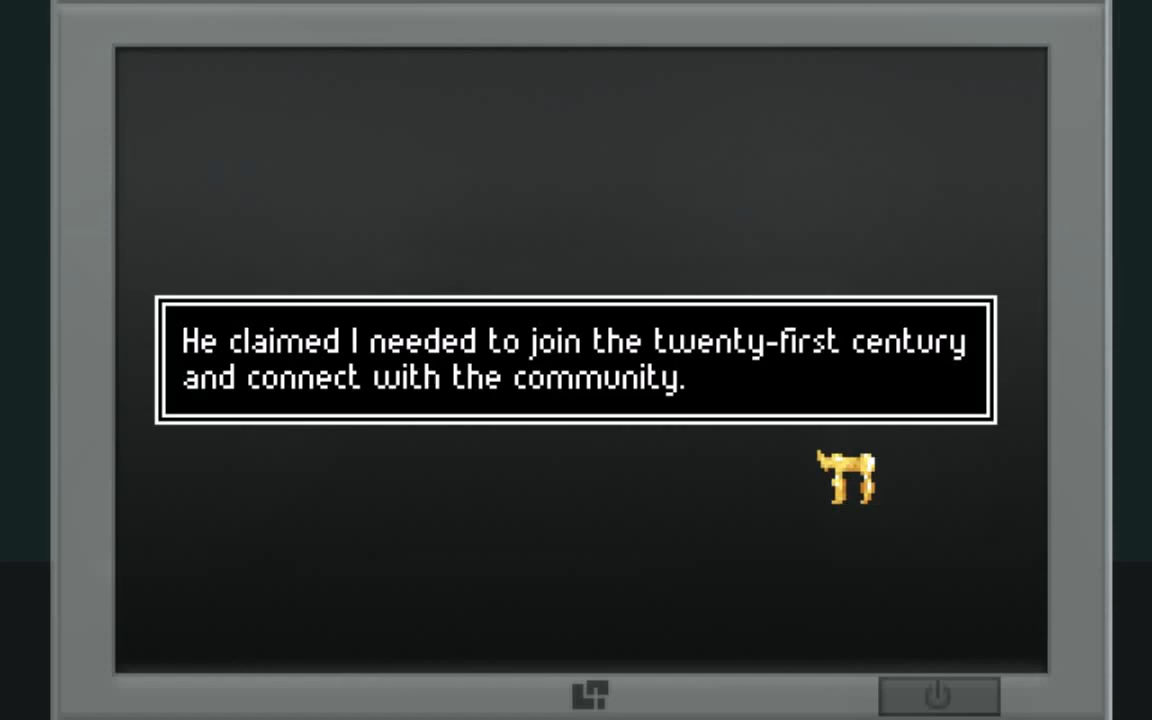 He claimed I needed to join the twenty-first century
and connect with the community.